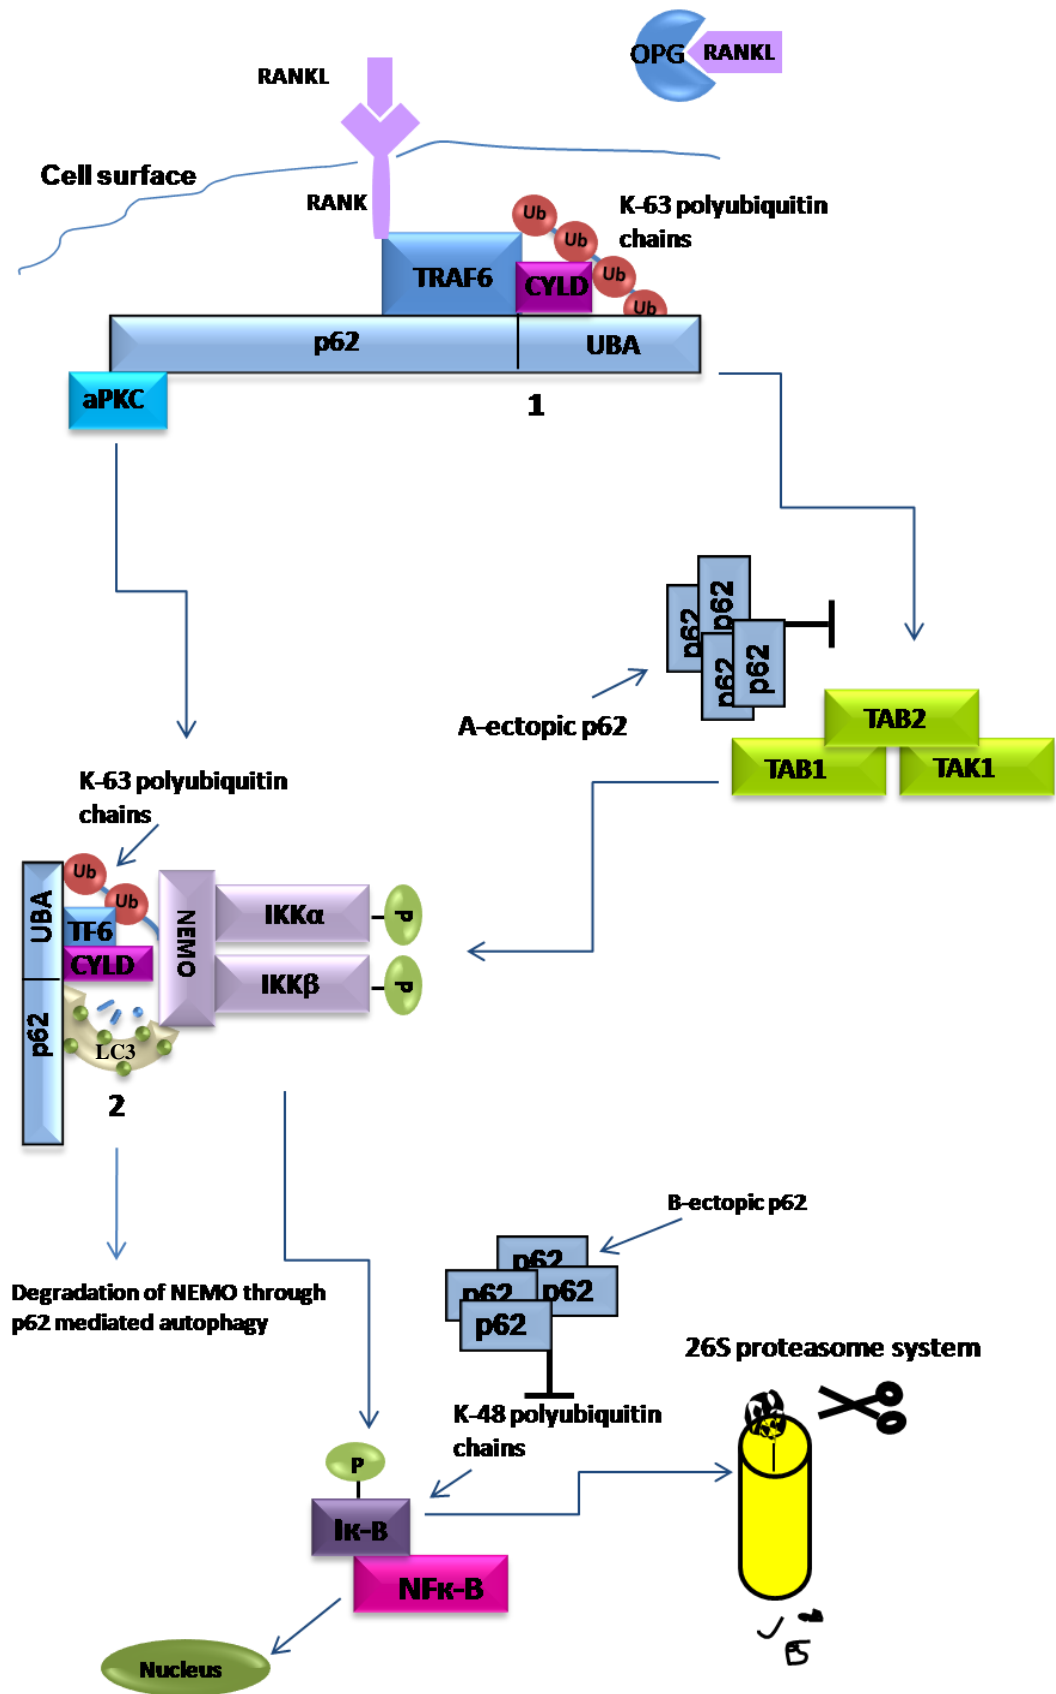 OPG
RANKL
RANKL
Cell surface
RANK
K-63 polyubiquitin
chains
Ub
Ub
Ub
Ub
TRAF6
CYLD
p62
UBA
aPKC
1
p62
p62
p62
p62
A-ectopic p62
TAB2
TAB1
TAK1
K-63 polyubiquitin
chains
Ub
Ub
UBA
TF6
CYLD
p62
LC3
NEMO
IKKα
P
IKKβ
P
2
B-ectopic p62
Degradation of NEMO through
p62 mediated autophagy
p62
p62
p62
p62
26S proteasome system
K-48 polyubiquitin
chains
P
Iκ-B
NFκ-B
Nucleus